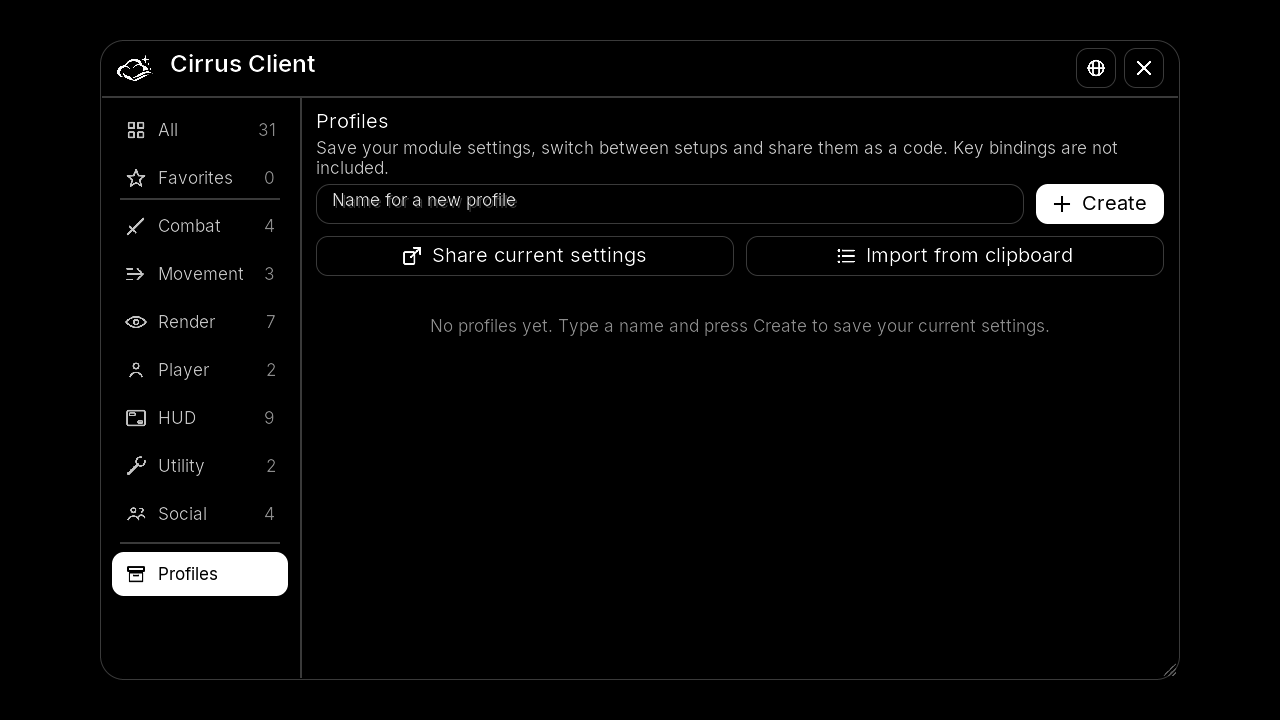 Cirrus Client
All 31
Favorites 0
Combat 4
Movement 3
Render 7
Player 2
HUD 9
Utility 2
Social 4
Profiles
Profiles
Save your module settings, switch between setups and share them as a code. Key bindings are not
included.
Name for a new profile
Create
Share current settings
Import from clipboard
No profiles yet. Type a name and press Create to save your current settings.